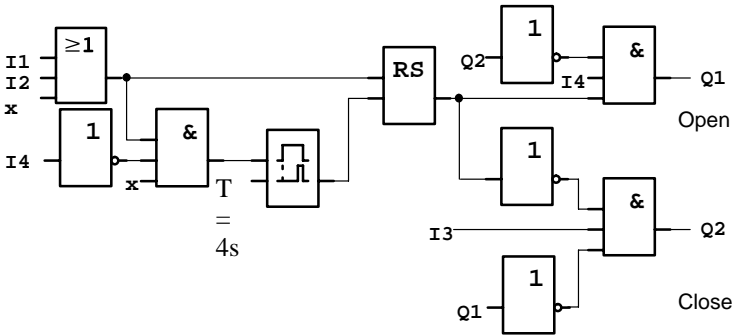 ≥1
I1
I2
x
1
I4
&
x
T
=
4s
RS
1
Q2
I4
&
Q1
Open
1
I3
&
Q2
1
Q1
Close